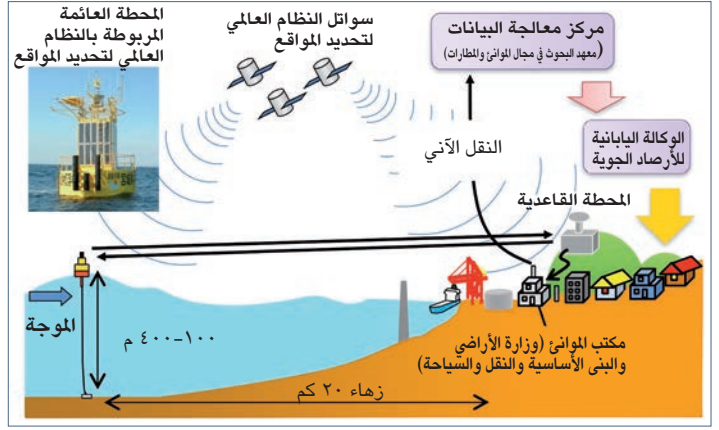 المحطة العائمة
المربوطة بالنظام
العالمي لتحديد المواقع
سواتل النظام العالمي
لتحديد المواقع
مركز معالجة البيانات
(معهد البحوث في مجال الموانئ والمطارات)
النقل الآني
الوكالة اليابانية
للأرصاد الجوية
المحطة القاعدية
الموجة
١٠٠-٤٠٠ م
زهاء ٢٠ كم
مكتب الموانئ (وزارة الأراضي
والبنى الأساسية والنقل والسياحة)